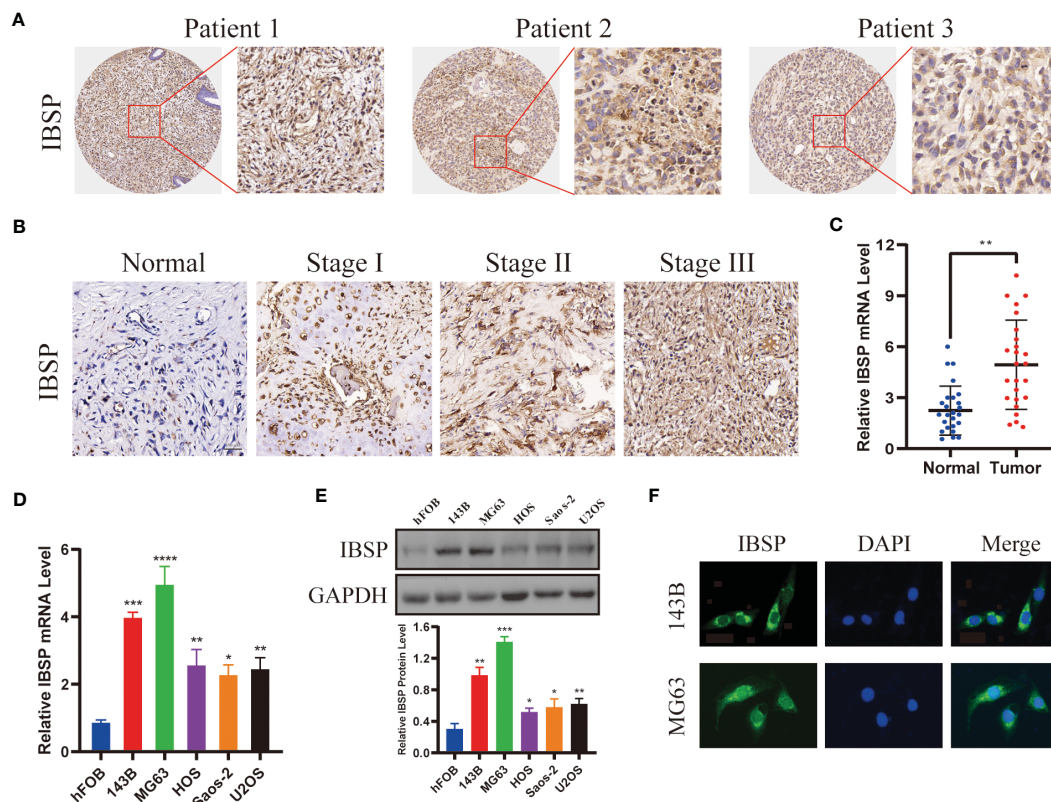 A
Patient 1
Patient 2
Patient 3
IBSP
B
Normal
Stage I
Stage II
Stage III
IBSP
C
Relative IBSP mRNA Level
12
9
6
3
0
**
Normal
Tumor
D
Relative IBSP mRNA Level
6
4
2
0
***
****
**
*
**
hFOB
143B
MG63
HOS
Saos-2
U2OS
E
hFOB
143B
MG63
HOS
Saos-2
U2OS
IBSP
GAPDH
Relative IBSP Protein Level
1.6
1.2
0.8
0.4
0.0
**
***
*
*
**
hFOB
143B
MG63
HOS
Saos-2
U2OS
F
IBSP
DAPI
Merge
143B
MG63